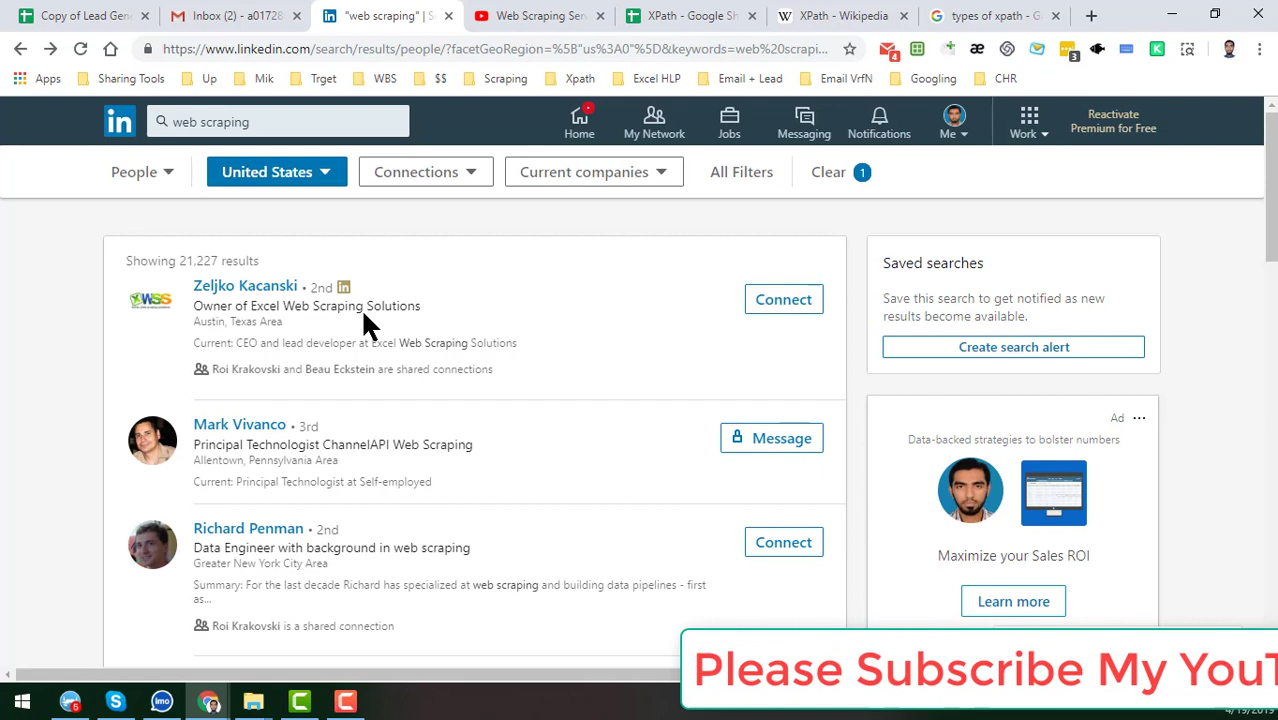 Copy of Lead Gen
Inbox (2) - a01728
"web scraping" | S
Web Scraping Ser
XPath - Google Sh
XPath - Wikipedia
types of xpath - G
https://www.linkedin.com/search/results/people/?facetGeoRegion=%5B"us%3A0"%5D&keywords=web%20scrapi...
4
3
Apps
Sharing Tools
Up
Mik
Trget
WBS
$$
Scraping
Xpath
Excel HLP
Email + Lead
Email VrfN
Googling
CHR
in
web scraping
Home
My Network
Jobs
Messaging
Notifications
Me
Work
Reactivate
Premium for Free
People
United States
Connections
Current companies
All Filters
Clear 1
Showing 21,227 results
WSS
Zeljko Kacanski • 2nd in
Owner of Excel Web Scraping Solutions
Austin, Texas Area
Current: CEO and lead developer at Excel Web Scraping Solutions
Roi Krakovski and Beau Eckstein are shared connections
Connect
Mark Vivanco • 3rd
Principal Technologist ChannelAPI Web Scraping
Allentown, Pennsylvania Area
Current: Principal Technologist at Self-employed
Message
Richard Penman • 2nd
Data Engineer with background in web scraping
Greater New York City Area
Summary: For the last decade Richard has specialized at web scraping and building data pipelines - first
as...
Roi Krakovski is a shared connection
Connect
Saved searches
Save this search to get notified as new
results become available.
Create search alert
Ad
Data-backed strategies to bolster numbers
Maximize your Sales ROI
Learn more
Please Subscribe My YouT
5
imo
4/19/2019